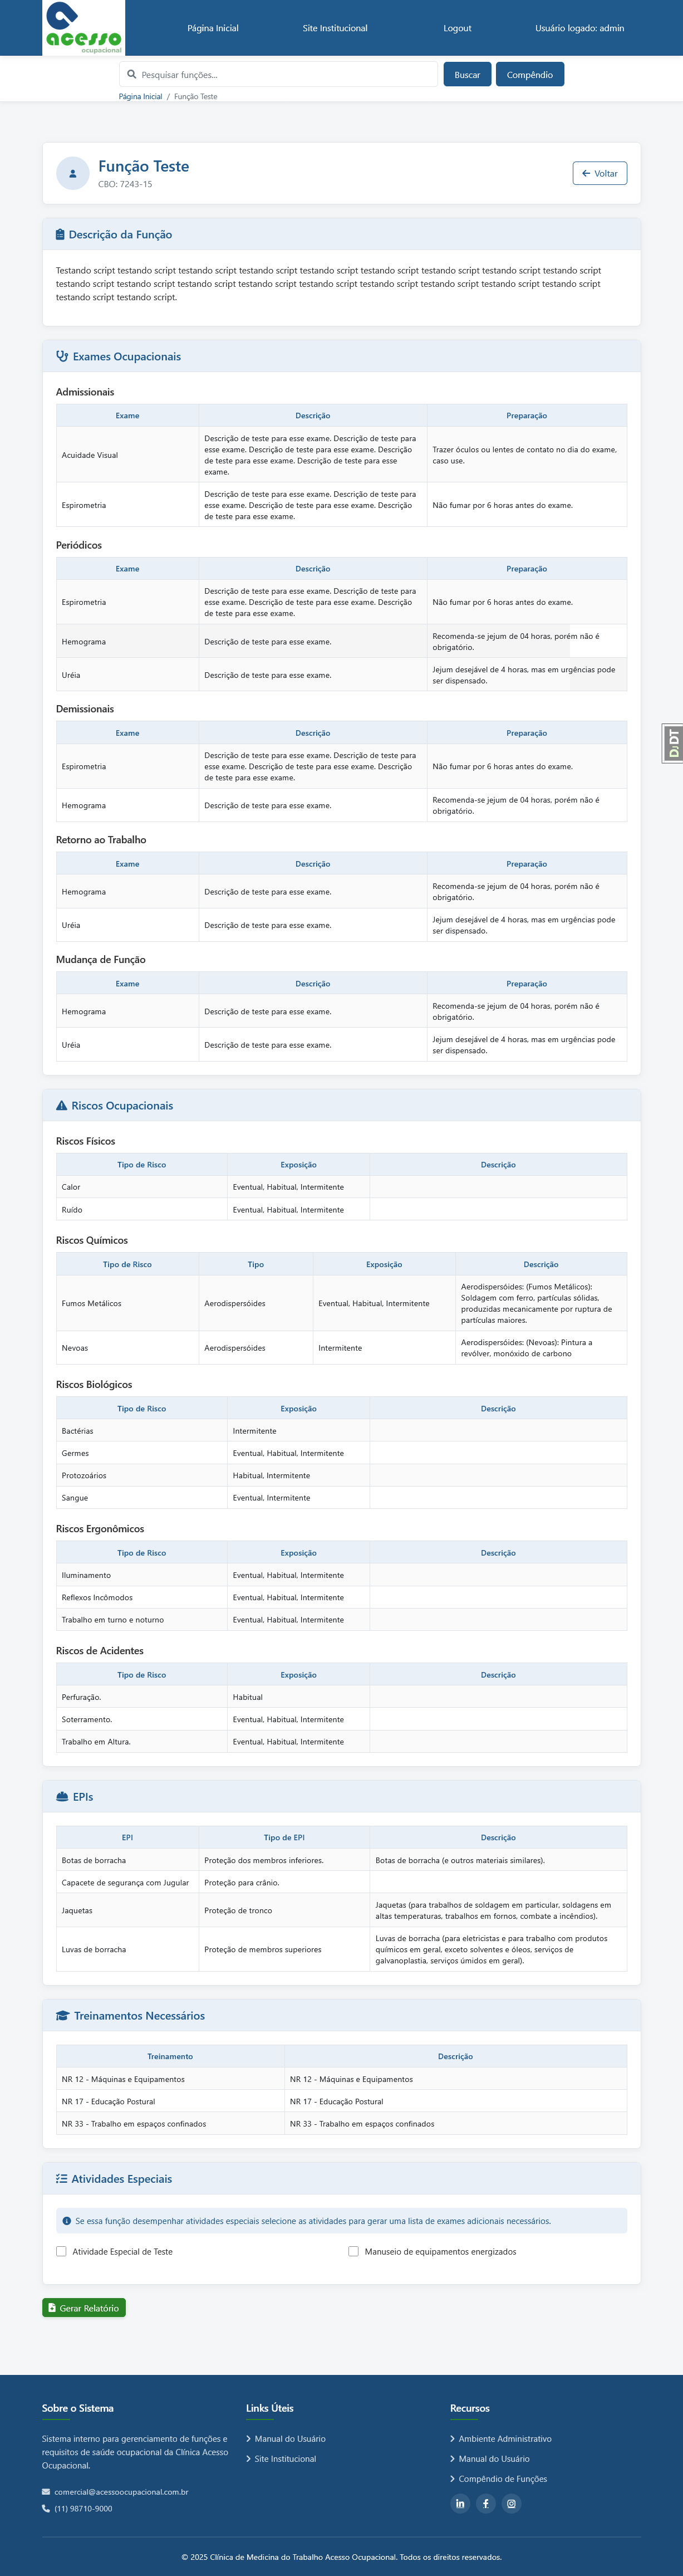 acesso
ocupacional
Página Inicial
Site Institucional
Logout
Usuário logado: admin
Pesquisar funções...
Buscar
Compêndio
Página Inicial / Função Teste
Função Teste
CBO: 7243-15
Voltar
Descrição da Função
Testando script testando script testando script testando script testando script testando script testando script testando script testando script
testando script testando script testando script testando script testando script testando script testando script testando script testando script
testando script testando script.
Exames Ocupacionais
Admissionais
Exame Descrição Preparação
Acuidade Visual
Descrição de teste para esse exame. Descrição de teste para
esse exame. Descrição de teste para esse exame. Descrição
de teste para esse exame. Descrição de teste para esse
exame.
Trazer óculos ou lentes de contato no dia do exame,
caso use.
Espirometria
Descrição de teste para esse exame. Descrição de teste para
esse exame. Descrição de teste para esse exame. Descrição
de teste para esse exame.
Não fumar por 6 horas antes do exame.
Periódicos
Exame Descrição Preparação
Espirometria
Descrição de teste para esse exame. Descrição de teste para
esse exame. Descrição de teste para esse exame. Descrição
de teste para esse exame.
Não fumar por 6 horas antes do exame.
Hemograma
Descrição de teste para esse exame.
Recomenda-se jejum de 04 horas, porém não é
obrigatório.
Uréia
Descrição de teste para esse exame.
Jejum desejável de 4 horas, mas em urgências pode
ser dispensado.
Demissionais
Exame Descrição Preparação
Espirometria
Descrição de teste para esse exame. Descrição de teste para
esse exame. Descrição de teste para esse exame. Descrição
de teste para esse exame.
Não fumar por 6 horas antes do exame.
Hemograma
Descrição de teste para esse exame.
Recomenda-se jejum de 04 horas, porém não é
obrigatório.
DJDT
Retorno ao Trabalho
Exame Descrição Preparação
Hemograma
Descrição de teste para esse exame.
Recomenda-se jejum de 04 horas, porém não é
obrigatório.
Uréia
Descrição de teste para esse exame.
Jejum desejável de 4 horas, mas em urgências pode
ser dispensado.
Mudança de Função
Exame Descrição Preparação
Hemograma
Descrição de teste para esse exame.
Recomenda-se jejum de 04 horas, porém não é
obrigatório.
Uréia
Descrição de teste para esse exame.
Jejum desejável de 4 horas, mas em urgências pode
ser dispensado.
Riscos Ocupacionais
Riscos Físicos
Tipo de Risco Exposição Descrição
Calor Eventual, Habitual, Intermitente
Ruído Eventual, Habitual, Intermitente
Riscos Químicos
Tipo de Risco Tipo Exposição Descrição
Fumos Metálicos
Aerodispersóides
Eventual, Habitual, Intermitente
Aerodispersóides: (Fumos Metálicos):
Soldagem com ferro, partículas sólidas,
produzidas mecanicamente por ruptura de
partículas maiores.
Nevoas
Aerodispersóides
Intermitente
Aerodispersóides: (Nevoas): Pintura a
revólver, monóxido de carbono
Riscos Biológicos
Tipo de Risco Exposição Descrição
Bactérias Intermitente
Germes Eventual, Habitual, Intermitente
Protozoários Habitual, Intermitente
Sangue Eventual, Intermitente
Riscos Ergonômicos
Tipo de Risco Exposição Descrição
Iluminamento Eventual, Habitual, Intermitente
Reflexos Incômodos Eventual, Habitual, Intermitente
Trabalho em turno e noturno Eventual, Habitual, Intermitente
Riscos de Acidentes
Tipo de Risco Exposição Descrição
Perfuração. Habitual
Soterramento. Eventual, Habitual, Intermitente
Trabalho em Altura. Eventual, Habitual, Intermitente
EPIs
EPI Tipo de EPI Descrição
Botas de borracha Proteção dos membros inferiores. Botas de borracha (e outros materiais similares).
Capacete de segurança com Jugular Proteção para crânio.
Jaquetas
Proteção de tronco
Jaquetas (para trabalhos de soldagem em particular, soldagens em
altas temperaturas, trabalhos em fornos, combate a incêndios).
Luvas de borracha
Proteção de membros superiores
Luvas de borracha (para eletricistas e para trabalho com produtos
químicos em geral, exceto solventes e óleos, serviços de
galvanoplastia, serviços úmidos em geral).
Treinamentos Necessários
Treinamento Descrição
NR 12 - Máquinas e Equipamentos NR 12 - Máquinas e Equipamentos
NR 17 - Educação Postural NR 17 - Educação Postural
NR 33 - Trabalho em espaços confinados NR 33 - Trabalho em espaços confinados
Atividades Especiais
Se essa função desempenhar atividades especiais selecione as atividades para gerar uma lista de exames adicionais necessários.
Atividade Especial de Teste
Manuseio de equipamentos energizados
Gerar Relatório
Sobre o Sistema
Sistema interno para gerenciamento de funções e
requisitos de saúde ocupacional da Clínica Acesso
Ocupacional.
comercial@acessoocupacional.com.br
(11) 98710-9000
Links Úteis
Manual do Usuário
Site Institucional
Recursos
Ambiente Administrativo
Manual do Usuário
Compêndio de Funções
© 2025 Clínica de Medicina do Trabalho Acesso Ocupacional. Todos os direitos reservados.